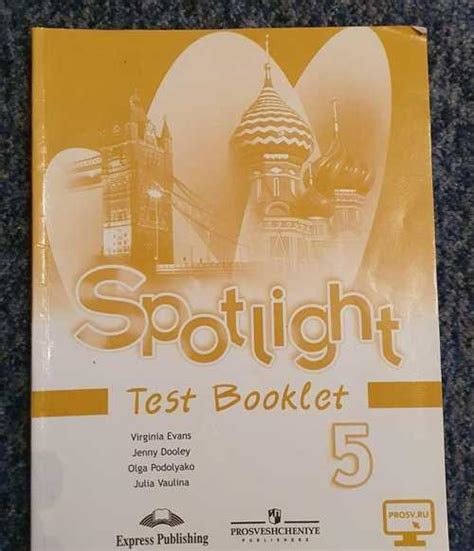 Spotlight
Test Booklet
5
Virginia Evans
Jenny Dooley
Olga Podolyako
Julia Vaulina
PROSV.RU
Express Publishing
PROSVESHCHENIYE
PUBLISHERS